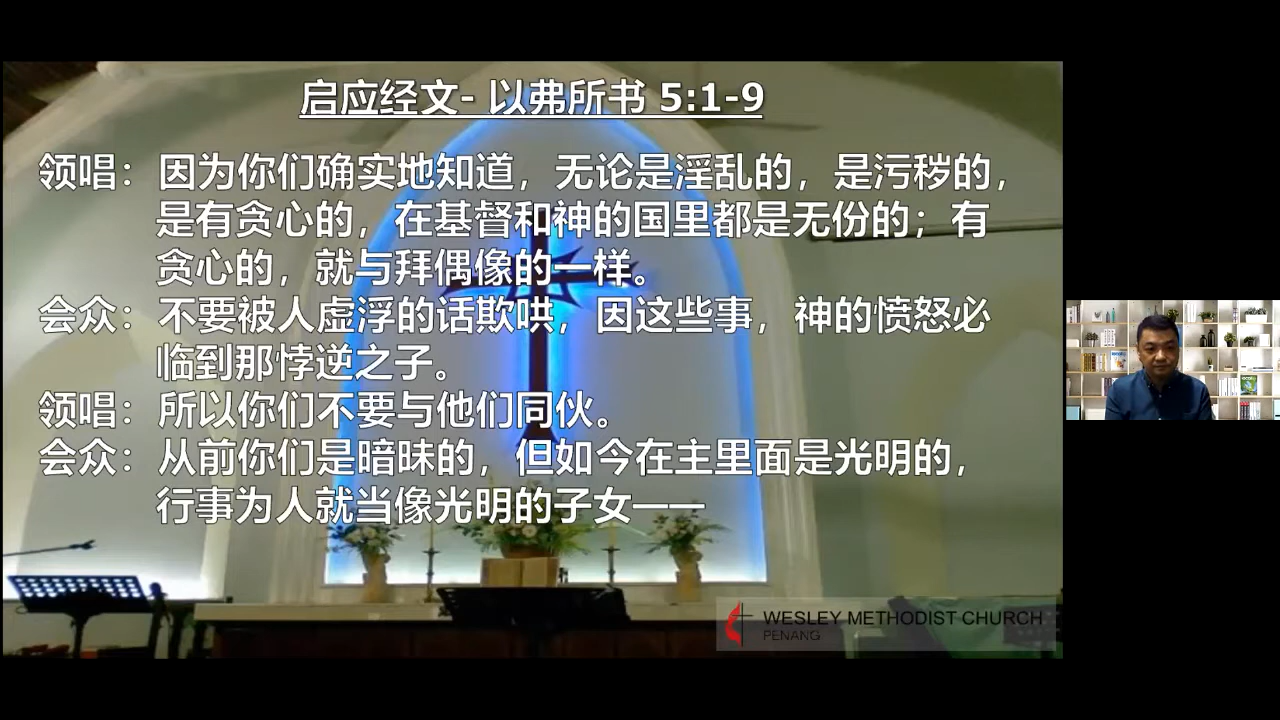 启应经文- 以弗所书 5:1-9
领唱：因为你们确实地知道，无论是淫乱的，是污秽的，
是有贪心的，在基督和神的国里都是无份的；有
贪心的，就与拜偶像的一样。
会众：不要被人虚浮的话欺哄，因这些事，神的愤怒必
临到那悖逆之子。
领唱：所以你们不要与他们同伙。
会众：从前你们是暗昧的，但如今在主里面是光明的，
行事为人就当像光明的子女——
WESLEY METHODIST CHURCH
PENANG